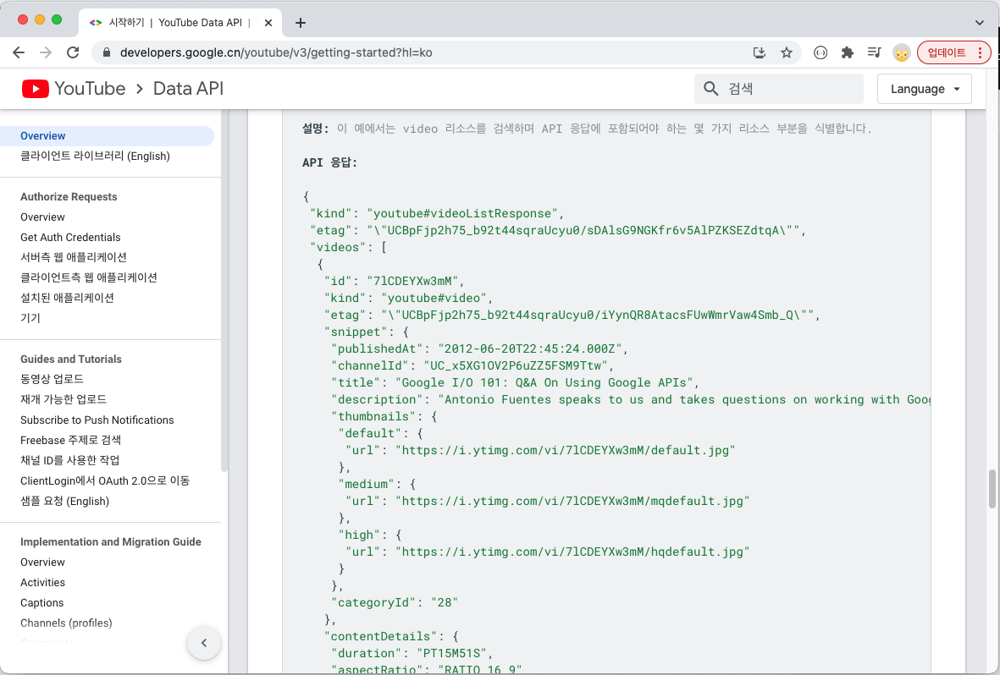 시작하기 | YouTube Data API |
developers.google.cn/youtube/v3/getting-started?hl=ko
업데이트
YouTube > Data API
검색
Language
Overview
클라이언트 라이브러리 (English)
Authorize Requests
Overview
Get Auth Credentials
서버측 웹 애플리케이션
클라이언트측 웹 애플리케이션
설치된 애플리케이션
기기
Guides and Tutorials
동영상 업로드
재개 가능한 업로드
Subscribe to Push Notifications
Freebase 주제로 검색
채널 ID를 사용한 작업
ClientLogin에서 OAuth 2.0으로 이동
샘플 요청 (English)
Implementation and Migration Guide
Overview
Activities
Captions
Channels (profiles)
Comments
설명: 이 예에서는 video 리소스를 검색하며 API 응답에 포함되어야 하는 몇 가지 리소스 부분을 식별합니다.
API 응답:
{
"kind": "youtube#videoListResponse",
"etag": "\"UCBpFjp2h75_b92t44sqraUcyu0/sDAlsG9NGKfr6v5AlPZKSEZdtqA\"",
"videos": [
{
"id": "7lCDEYXw3mM",
"kind": "youtube#video",
"etag": "\"UCBpFjp2h75_b92t44sqraUcyu0/iYynQR8AtacsFUwWmrVaw4Smb_Q\"",
"snippet": {
"publishedAt": "2012-06-20T22:45:24.000Z",
"channelId": "UC_x5XG1OV2P6uZZ5FSM9Ttw",
"title": "Google I/O 101: Q&A On Using Google APIs",
"description": "Antonio Fuentes speaks to us and takes questions on working with Goog
"thumbnails": {
"default": {
"url": "https://i.ytimg.com/vi/7lCDEYXw3mM/default.jpg"
},
"medium": {
"url": "https://i.ytimg.com/vi/7lCDEYXw3mM/mqdefault.jpg"
},
"high": {
"url": "https://i.ytimg.com/vi/7lCDEYXw3mM/hqdefault.jpg"
}
},
"categoryId": "28"
},
"contentDetails": {
"duration": "PT15M51S",
"aspectRatio": "RATIO_16_9"